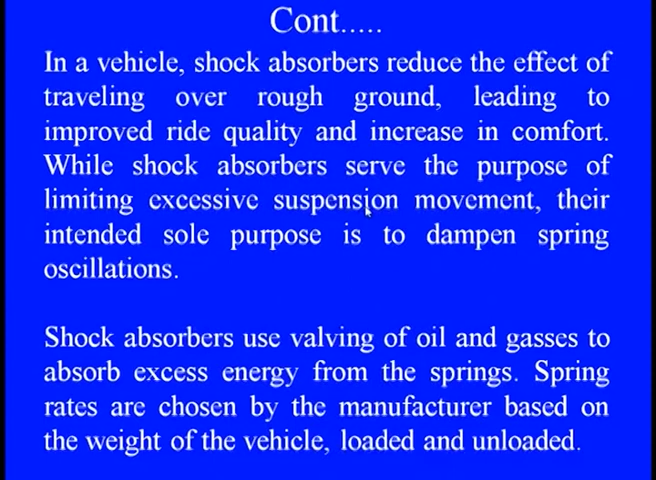 Cont.....
In a vehicle, shock absorbers reduce the effect of
traveling over rough ground, leading to
improved ride quality and increase in comfort.
While shock absorbers serve the purpose of
limiting excessive suspension movement, their
intended sole purpose is to dampen spring
oscillations.
Shock absorbers use valving of oil and gasses to
absorb excess energy from the springs. Spring
rates are chosen by the manufacturer based on
the weight of the vehicle, loaded and unloaded.